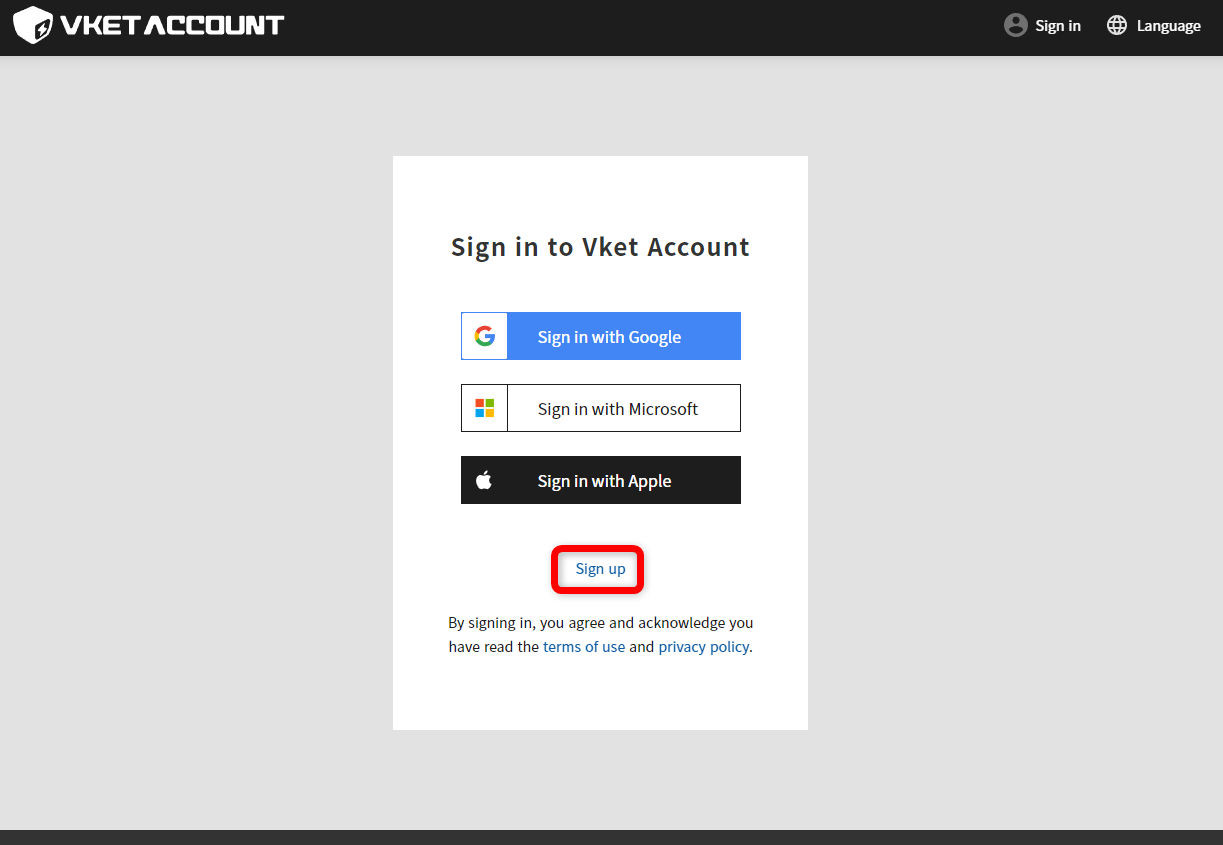 VKET ACCOUNT
Sign in
Language
Sign in to Vket Account
Sign in with Google
Sign in with Microsoft
Sign in with Apple
Sign up
By signing in, you agree and acknowledge you
have read the terms of use and privacy policy.